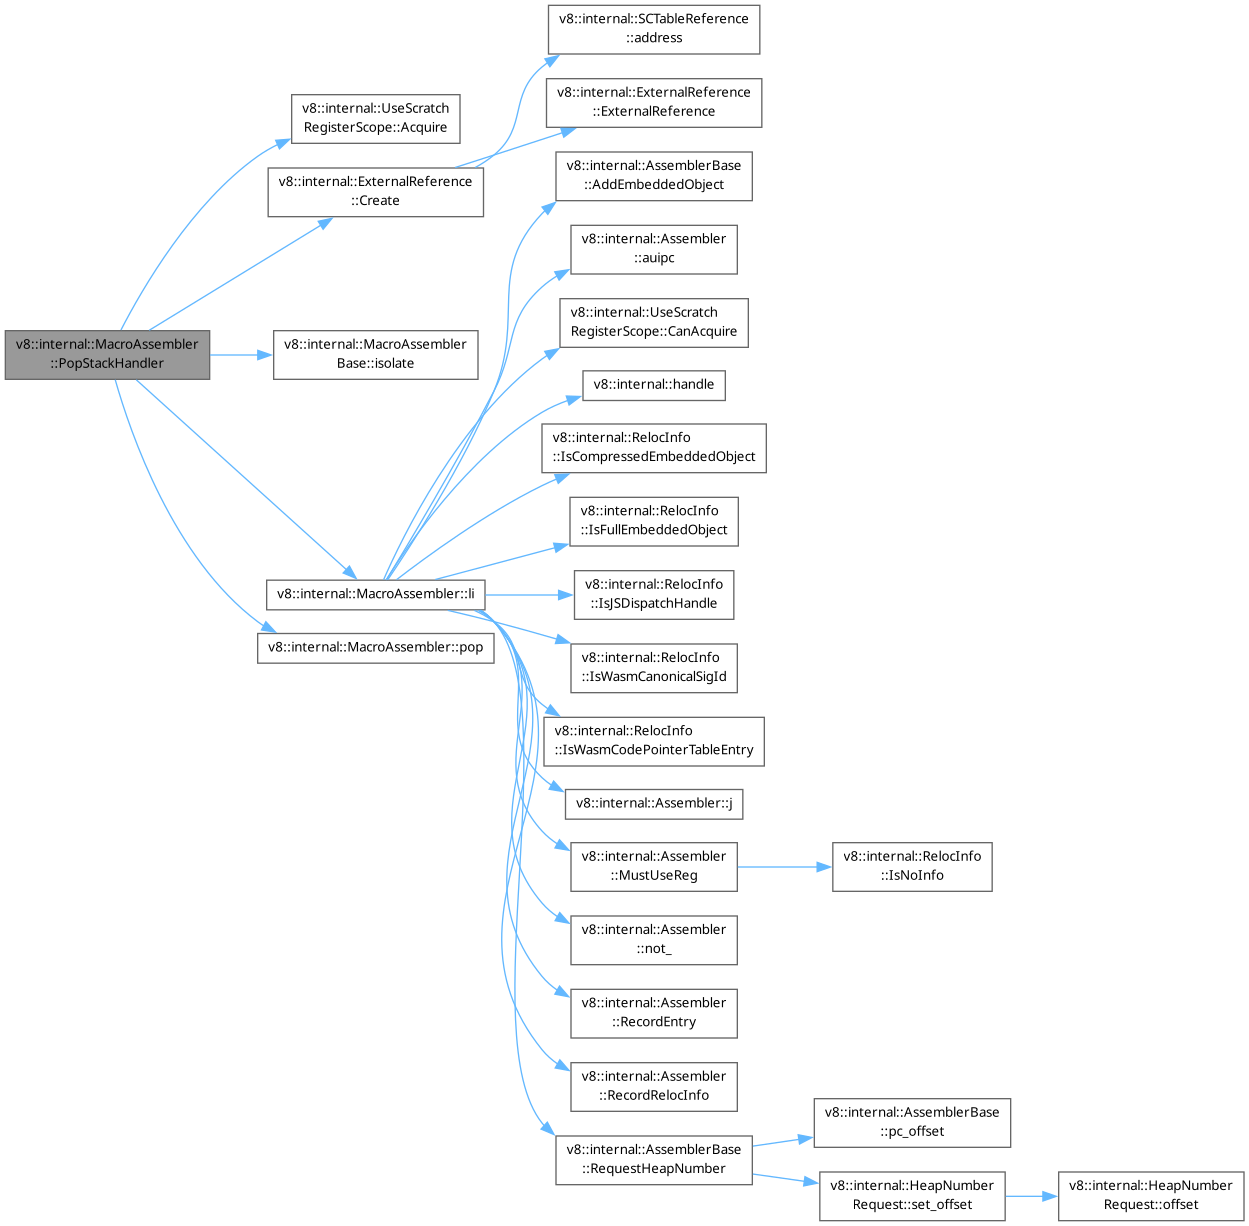 v8::internal::SCTableReference
::address
v8::internal::ExternalReference
::ExternalReference
v8::internal::UseScratch
RegisterScope::Acquire
v8::internal::AssemblerBase
::AddEmbeddedObject
v8::internal::ExternalReference
::Create
v8::internal::Assembler
::auipc
v8::internal::UseScratch
RegisterScope::CanAcquire
v8::internal::MacroAssembler
::PopStackHandler
v8::internal::MacroAssembler
Base::isolate
v8::internal::handle
v8::internal::RelocInfo
::IsCompressedEmbeddedObject
v8::internal::RelocInfo
::IsFullEmbeddedObject
v8::internal::RelocInfo
::IsJSDispatchHandle
v8::internal::MacroAssembler::li
v8::internal::MacroAssembler::pop
v8::internal::RelocInfo
::IsWasmCanonicalSigId
v8::internal::RelocInfo
::IsWasmCodePointerTableEntry
v8::internal::Assembler::j
v8::internal::Assembler
::MustUseReg
v8::internal::RelocInfo
::IsNoInfo
v8::internal::Assembler
::not_
v8::internal::Assembler
::RecordEntry
v8::internal::Assembler
::RecordRelocInfo
v8::internal::AssemblerBase
::RequestHeapNumber
v8::internal::AssemblerBase
::pc_offset
v8::internal::HeapNumber
Request::set_offset
v8::internal::HeapNumber
Request::offset